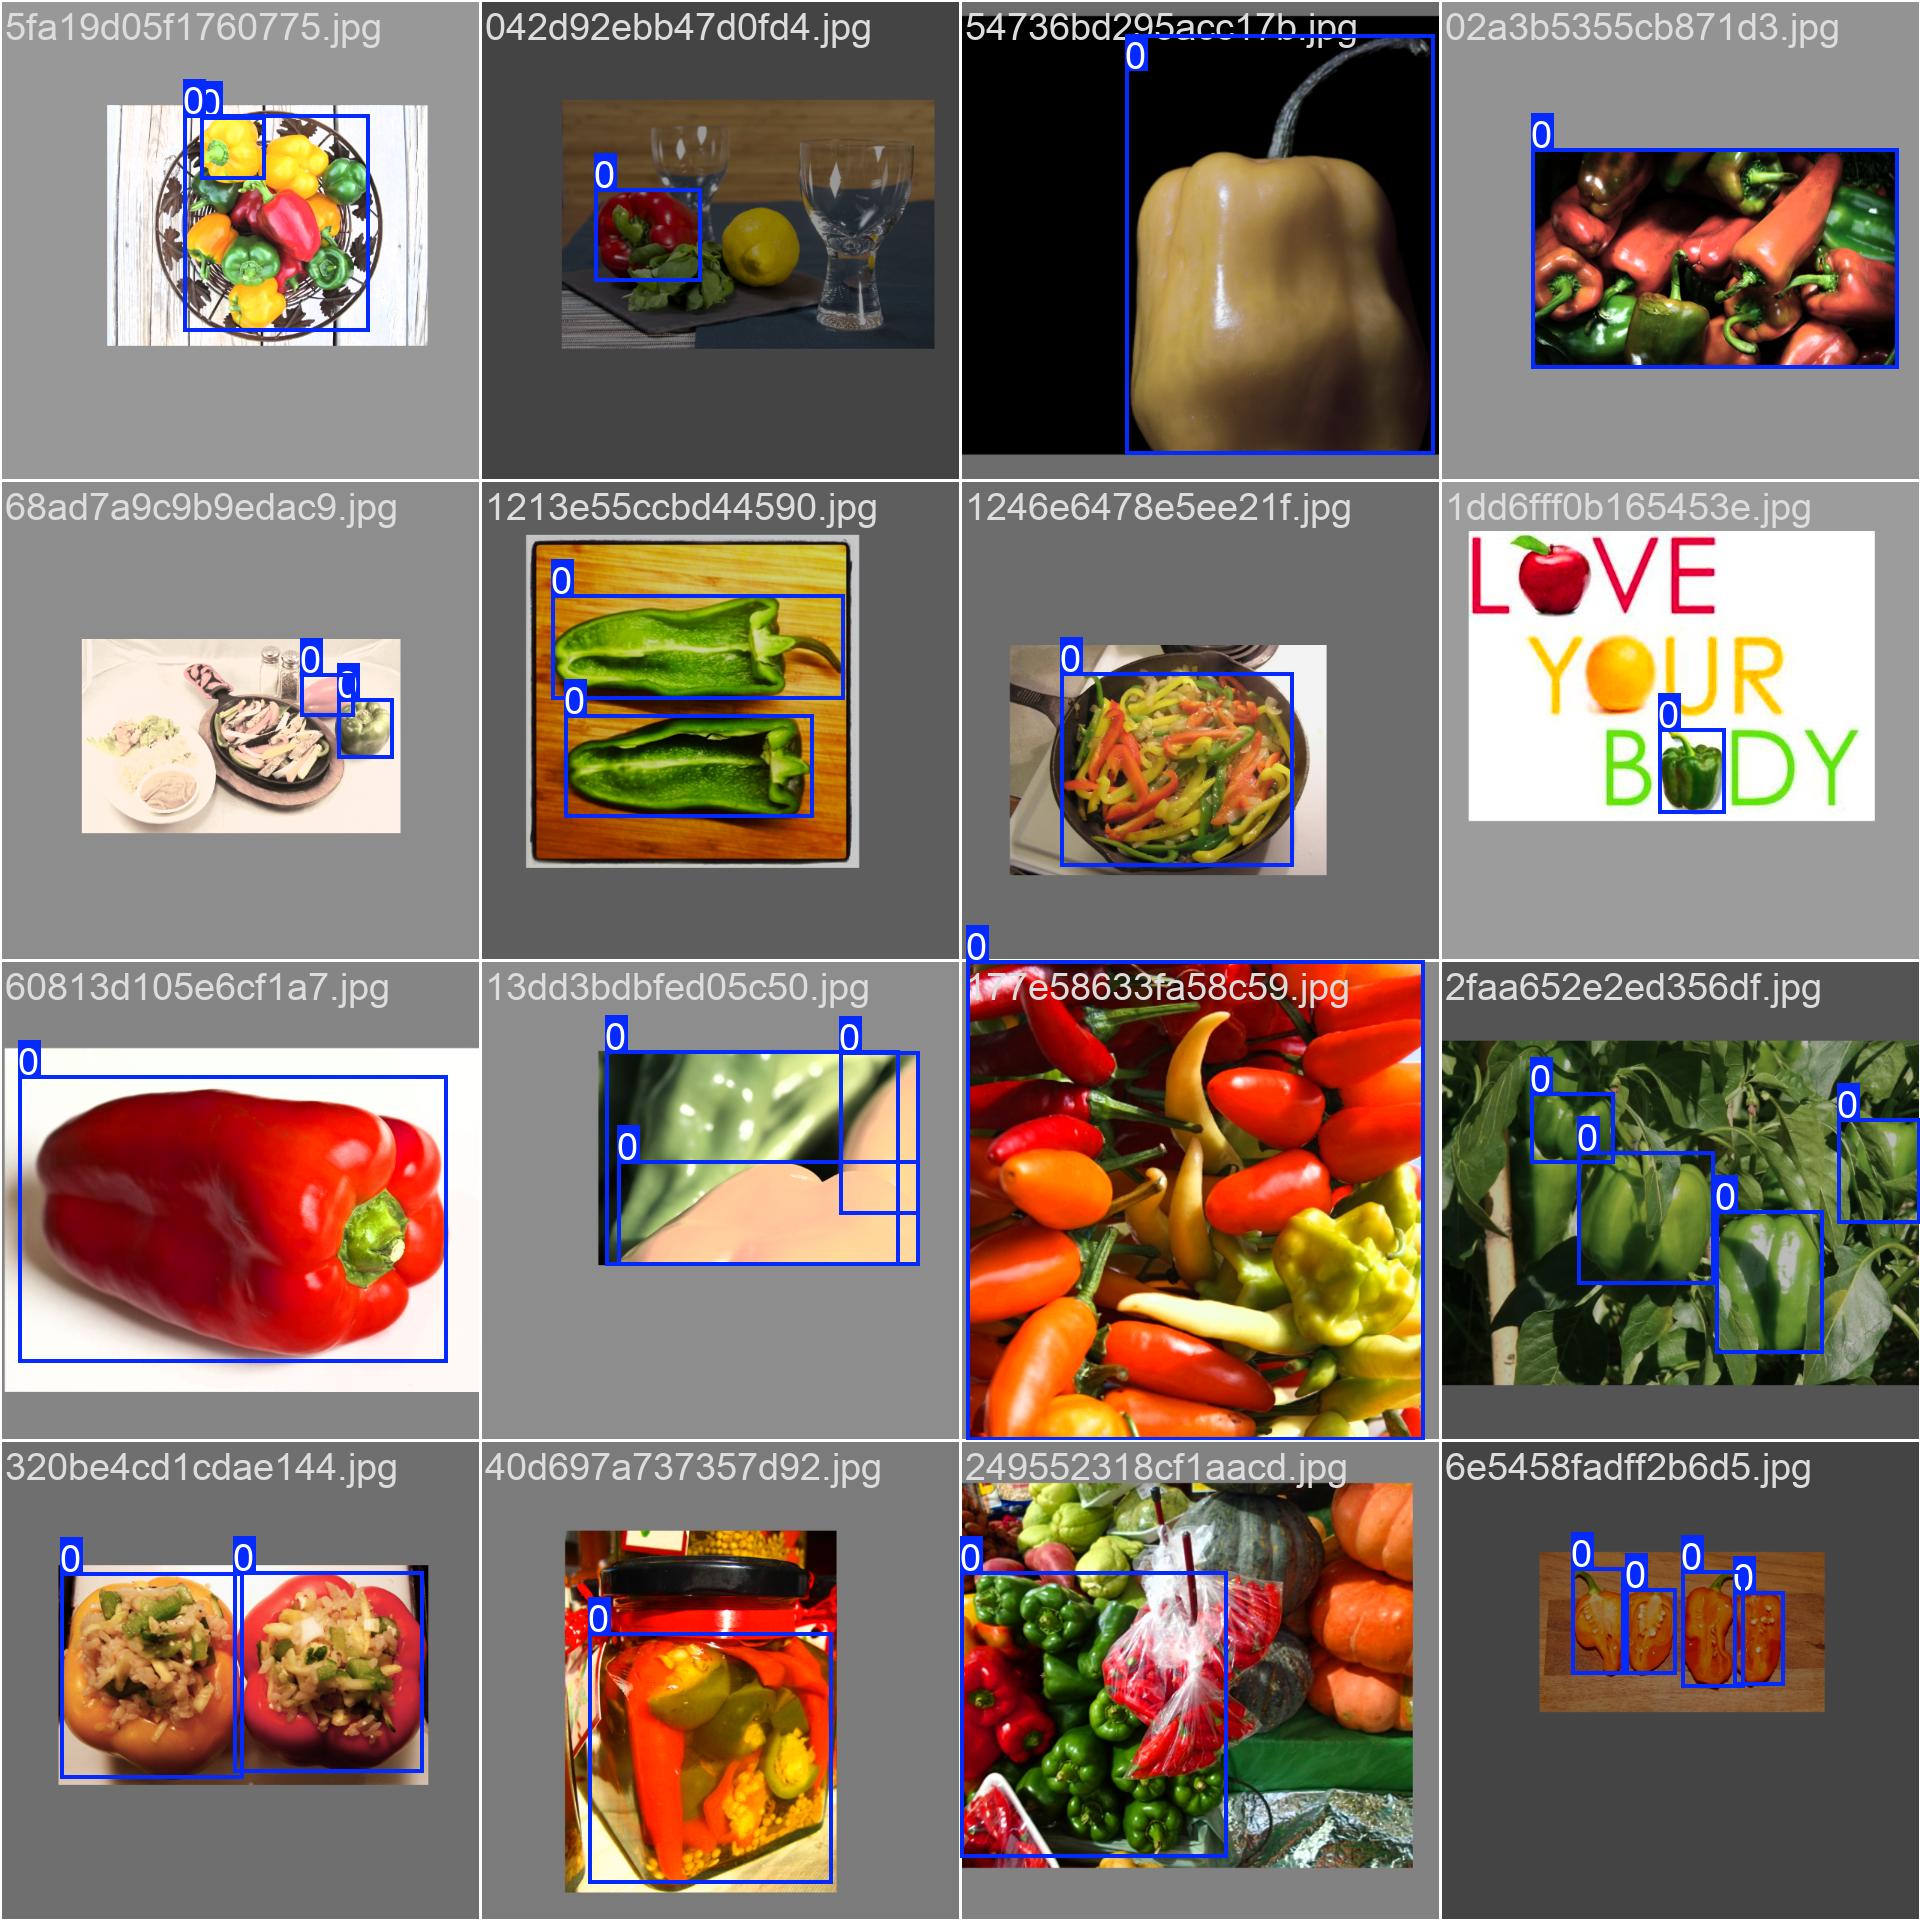 5fa19d05f1760775.jpg
042d92ebb47d0fd4.jpg
54736bd295acc17b.jpg
02a3b5355cb871d3.jpg
0
0
0
0
0
68ad7a9c9b9edac9.jpg
1213e55ccbd44590.jpg
1246e6478e5ee21f.jpg
1dd6fff0b165453e.jpg
LOVE
YOUR
BODY
0
0
0
0
0
0
60813d105e6cf1a7.jpg
13dd3bdbfed05c50.jpg
177e58633fa58c59.jpg
2faa652e2ed356df.jpg
0
0
0
0
0
0
0
0
0
320be4cd1cdae144.jpg
40d697a737357d92.jpg
249552318cf1aacd.jpg
6e5458fadff2b6d5.jpg
0
0
0
0
0
0
0
0